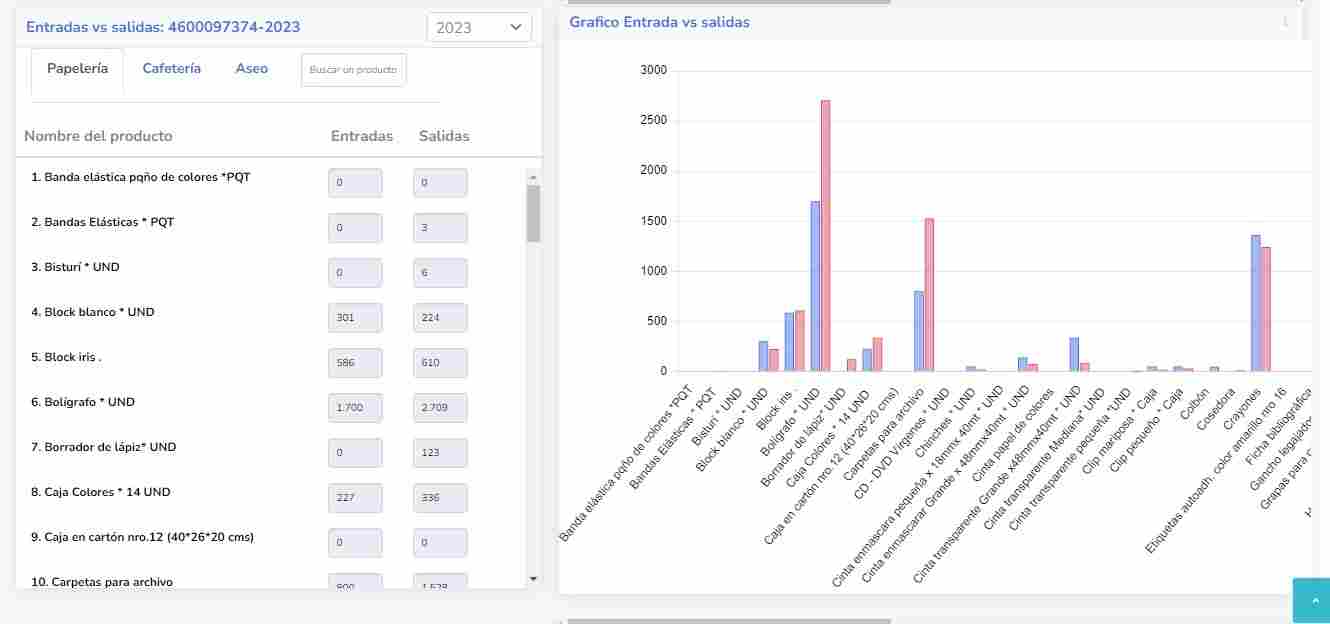 Entradas vs salidas: 4600097374-2023
2023
Papelería
Cafetería
Aseo
Buscar un producto
Nombre del producto
Entradas
Salidas
1. Banda elástica pqño de colores *PQT
0
0
2. Bandas Elásticas * PQT
0
3
3. Bisturí * UND
0
6
4. Block blanco * UND
301
224
5. Block iris .
586
610
6. Bolígrafo * UND
1.700
2.709
7. Borrador de lápiz* UND
0
123
8. Caja Colores * 14 UND
227
336
9. Caja en cartón nro.12 (40*26*20 cms)
0
0
10. Carpetas para archivo
800
Grafico Entrada vs salidas
3000
2500
2000
1500
1000
500
0
Banda elástica pqño de colores *PQT
Bandas Elásticas * PQT
Bisturí * UND
Block blanco * UND
Block iris .
Bolígrafo * UND
Borrador de lápiz* UND
Caja Colores * 14 UND
Caja en cartón nro.12 (40*26*20 cms)
Carpetas para archivo
CD - DVD Vírgenes * UND
Chinches * UND
Cinta enmascara pequeña x 18mmx 40mt * UND
Cinta enmascarar Grande x 48mmx40mt * UND
Cinta papel de colores
Cinta transparente Grande x48mmx40mt * UND
Cinta transparente Mediana* UND
Cinta transparente pequeña *UND
Clip mariposa * Caja
Clip pequeño * Caja
Colbón
Cosedora
Crayones
Etiquetas autoadh. color amarillo nro 16
Ficha bibliográfica
Gancho legajador
Grapas para